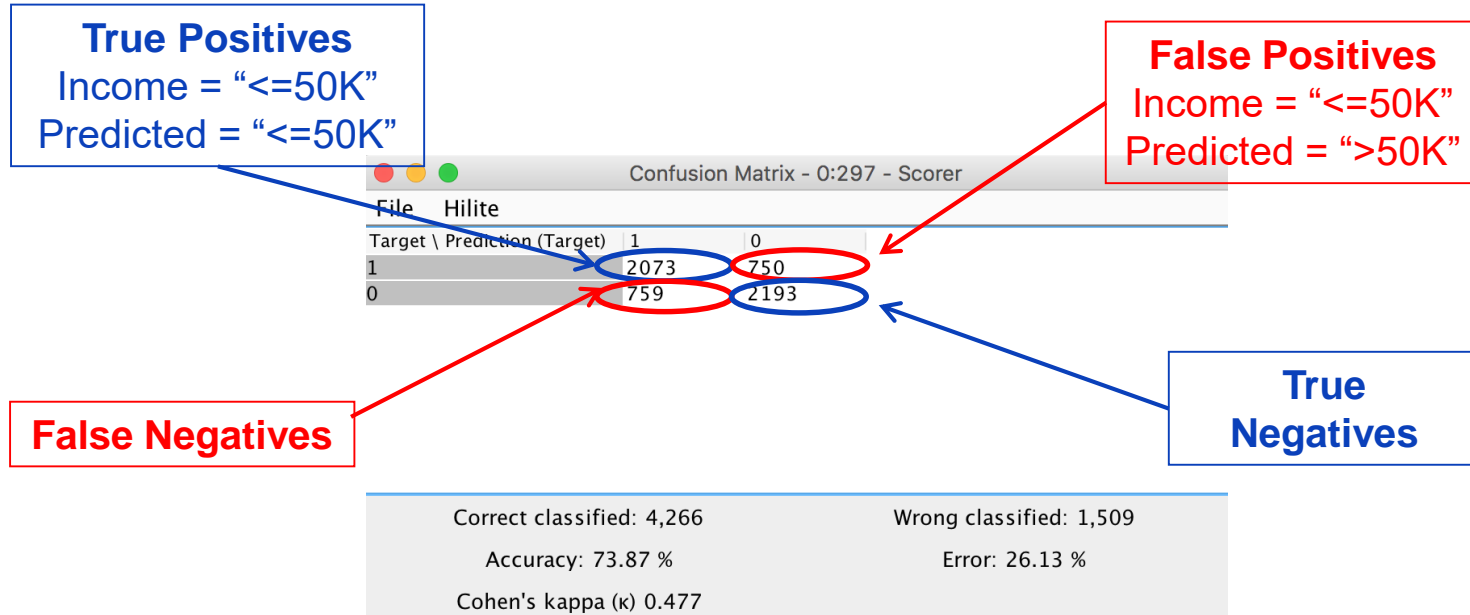 True Positives
Income = “<=50K”
Predicted = “<=50K”
False Positives
Income = “<=50K”
Predicted = “>50K”
Confusion Matrix - 0:297 - Scorer
File Hilite
Target \ Prediction (Target) 1 0
1 2073 750
0 759 2193
False Negatives
True
Negatives
Correct classified: 4,266 Wrong classified: 1,509
Accuracy: 73.87 % Error: 26.13 %
Cohen's kappa (κ) 0.477